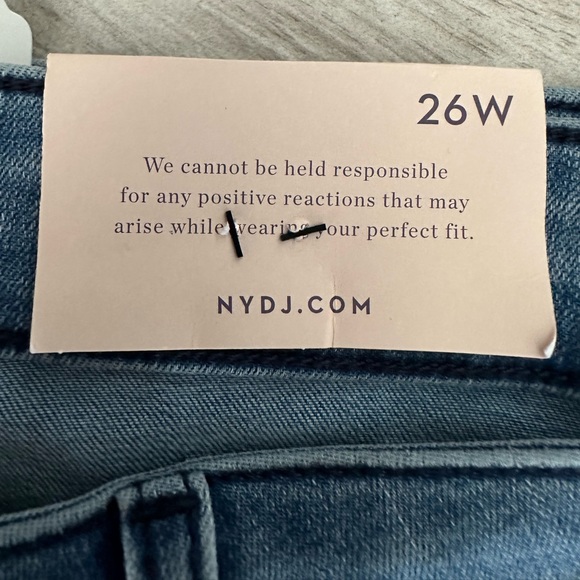 26W
We cannot be held responsible
for any positive reactions that may
arise while wearing your perfect fit.
NYDJ.COM